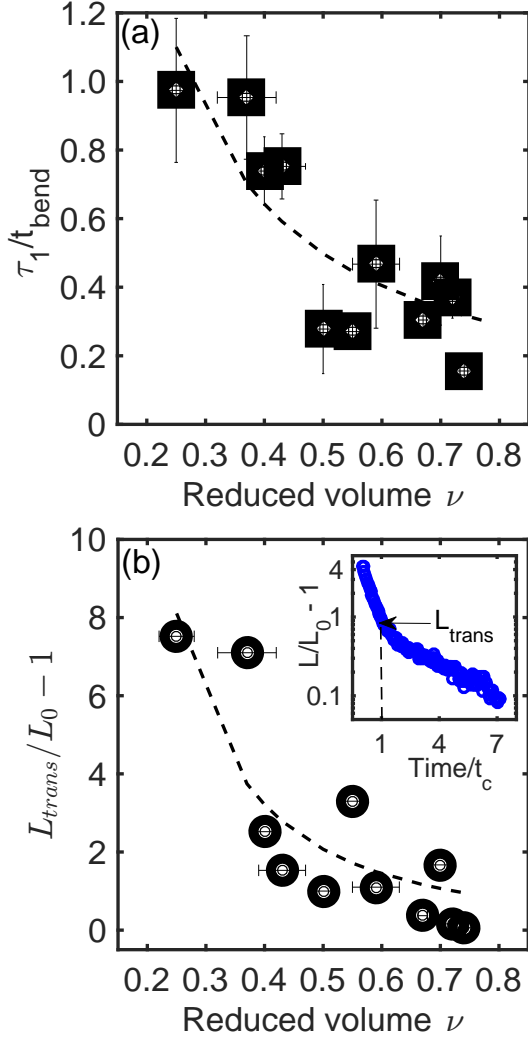 (a)
1.2
1.0
0.8
0.6
0.4
0.2
0
τ1/tbend
0.2 0.3 0.4 0.5 0.6 0.7 0.8
Reduced volume ν
(b)
10
8
6
4
2
0
Ltrans/L0 − 1
0.2 0.3 0.4 0.5 0.6 0.7 0.8
Reduced volume ν
L/L0 - 1
4
1
0.1
Ltrans
1 4 7
Time/tc